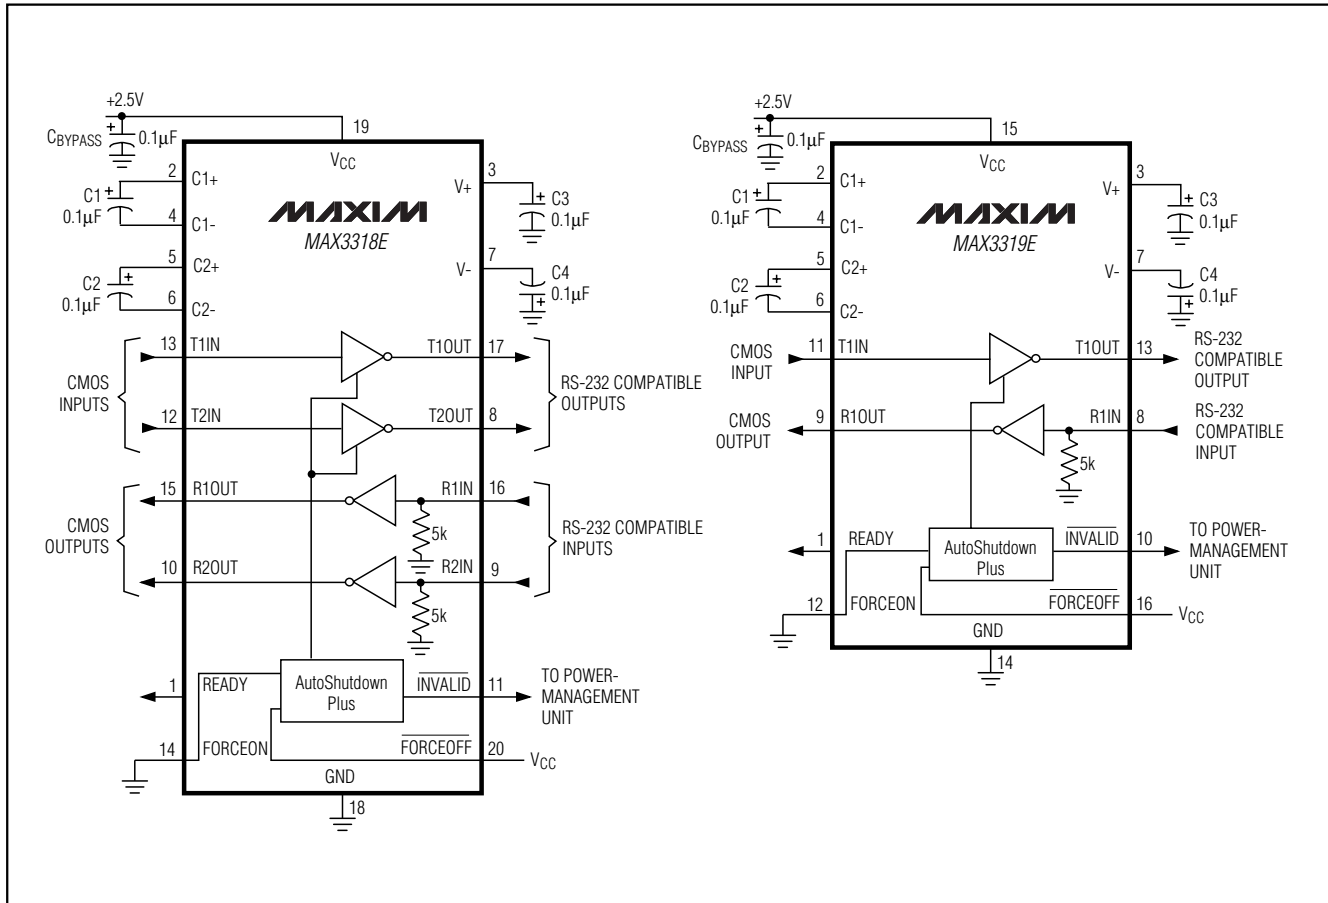 +2.5V
19
CBYPASS
+
0.1µF
VCC
2
C1+
C1
+
0.1µF
4
C1-
5
C2+
C2
+
0.1µF
6
C2-
MAXIM
MAX3318E
3
V+
+
C3
0.1µF
7
V-
C4
0.1µF
+
CMOS
INPUTS
13
T1IN
T1OUT
17
12
T2IN
T2OUT
8
RS-232 COMPATIBLE
OUTPUTS
CMOS
OUTPUTS
15
R1OUT
R1IN
16
5k
10
R2OUT
R2IN
9
5k
RS-232 COMPATIBLE
INPUTS
1
READY
AutoShutdown
Plus
INVALID
11
TO POWER-
MANAGEMENT
UNIT
14
FORCEON
FORCEOFF
20
VCC
GND
18
+2.5V
15
CBYPASS
+
0.1µF
VCC
2
C1+
C1
+
0.1µF
4
C1-
5
C2+
C2
+
0.1µF
6
C2-
MAXIM
MAX3319E
3
V+
+
C3
0.1µF
7
V-
C4
0.1µF
+
CMOS
INPUT
11
T1IN
T1OUT
13
RS-232
COMPATIBLE
OUTPUT
CMOS
OUTPUT
9
R1OUT
R1IN
8
RS-232
COMPATIBLE
INPUT
5k
1
READY
AutoShutdown
Plus
INVALID
10
TO POWER-
MANAGEMENT
UNIT
12
FORCEON
FORCEOFF
16
VCC
GND
14